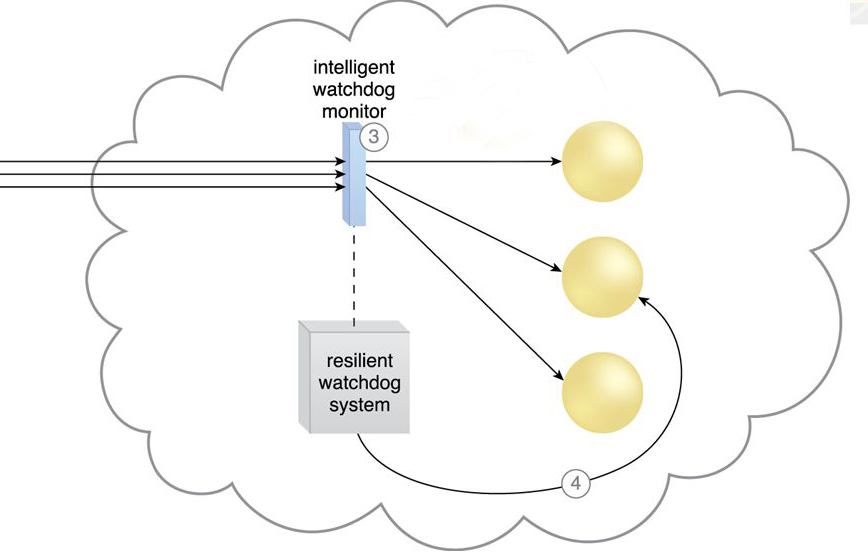 intelligent
watchdog
monitor
3
resilient
watchdog
system
4